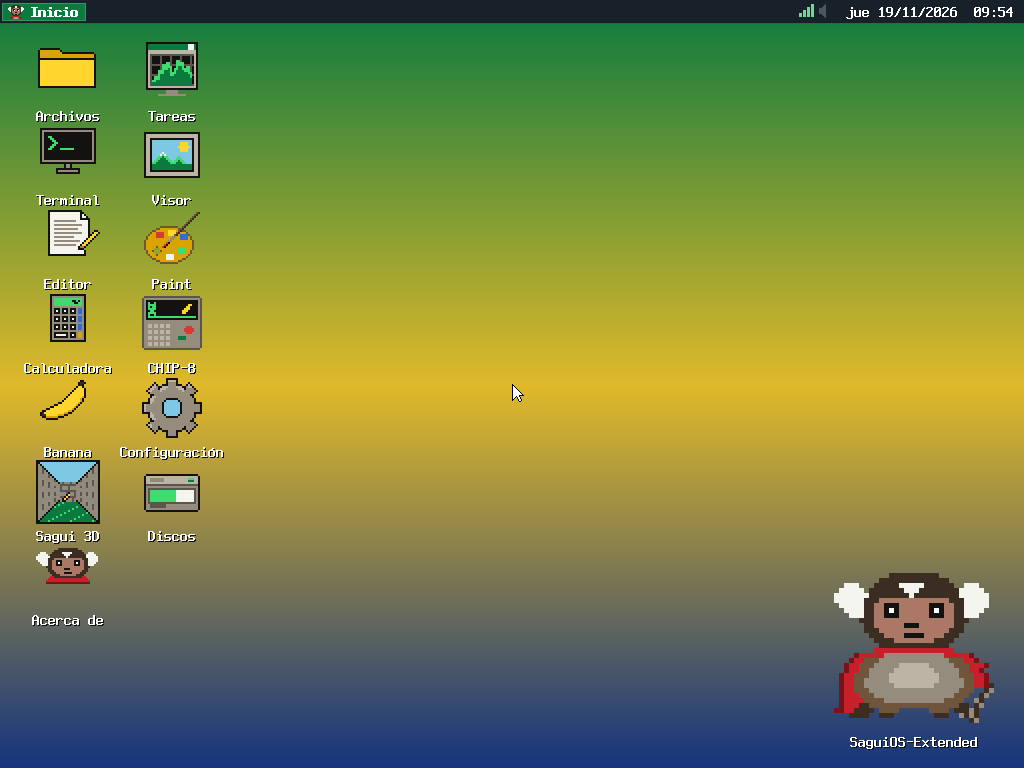 Inicio
jue 19/11/2026 09:54
Archivos
Tareas
Terminal
Visor
Editor
Paint
Calculadora
CHIP-8
Banana
Configuración
Sagui 3D
Discos
Acerca de
SaguiOS-Extended